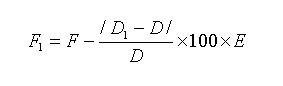 F₁ = F − / D₁ − D / / D × 100 × E